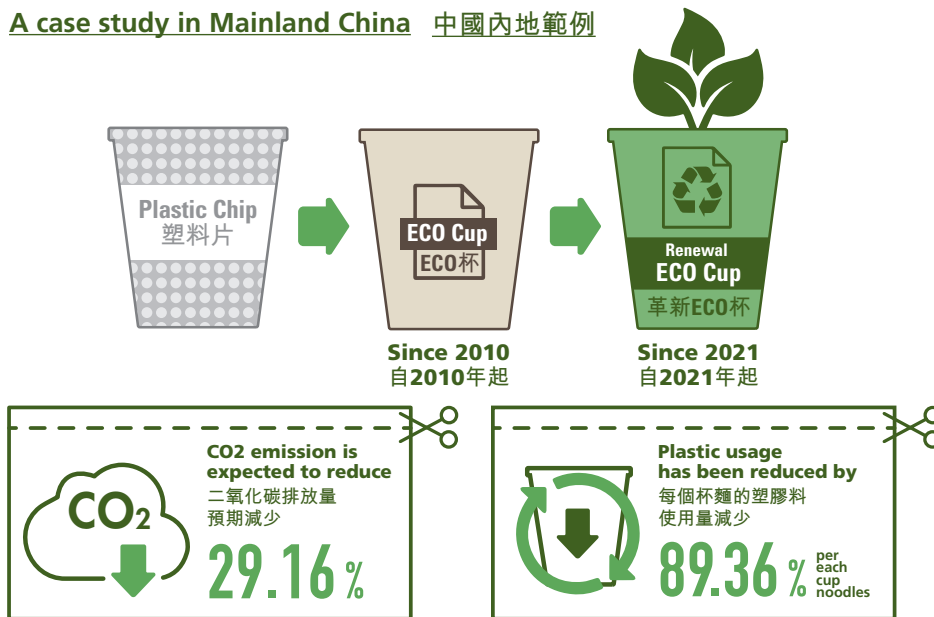 A case study in Mainland China 中國內地範例
Plastic Chip
塑料片
ECO Cup
ECO杯
Renewal
ECO Cup
革新ECO杯
Since 2010
自2010年起
Since 2021
自2021年起
CO2 emission is
expected to reduce
二氧化碳排放量
預期減少
CO2
29.16 %
Plastic usage
has been reduced by
每個杯麵的塑膠料
使用量減少
89.36 %
per
each
cup
noodles